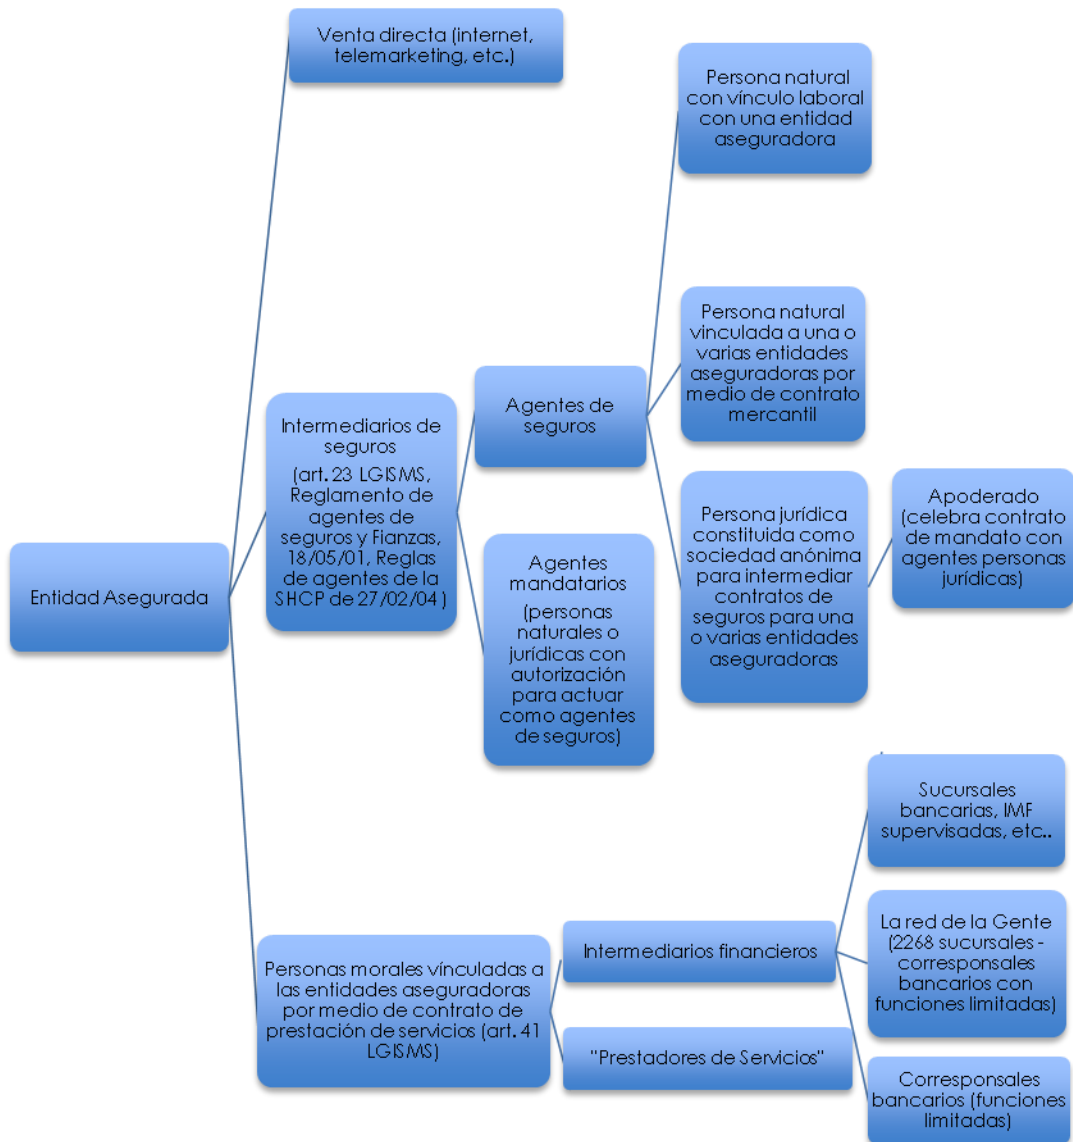 Venta directa (internet,
telemarketing, etc.)
Persona natural
con vínculo laboral
con una entidad
aseguradora
Persona natural
vinculada a una o
varias entidades
aseguradoras por
medio de contrato
mercantil
Agentes de
seguros
Intermediarios de
seguros
(art. 23 LGISMS,
Reglamento de
agentes de
seguros y Fianzas,
18/05/01, Reglas
de agentes de la
SHCP de 27/02/04 )
Persona jurídica
constituida como
sociedad anónima
para intermediar
contratos de
seguros para una
o varias entidades
aseguradoras
Apoderado
(celebra contrato
de mandato con
agentes personas
jurídicas)
Entidad Asegurada
Agentes
mandatarios
(personas
naturales o
jurídicas con
autorización
para actuar
como agentes
de seguros)
Sucursales
bancarias, IMF
supervisadas, etc..
La red de la Gente
(2268 sucursales -
corresponsales
bancarios con
funciones limitadas)
Intermediarios financieros
Personas morales vínculadas a
las entidades aseguradoras
por medio de contrato de
prestación de servicios (art. 41
LGISMS)
"Prestadores de Servicios"
Corresponsales
bancarios (funciones
limitadas)